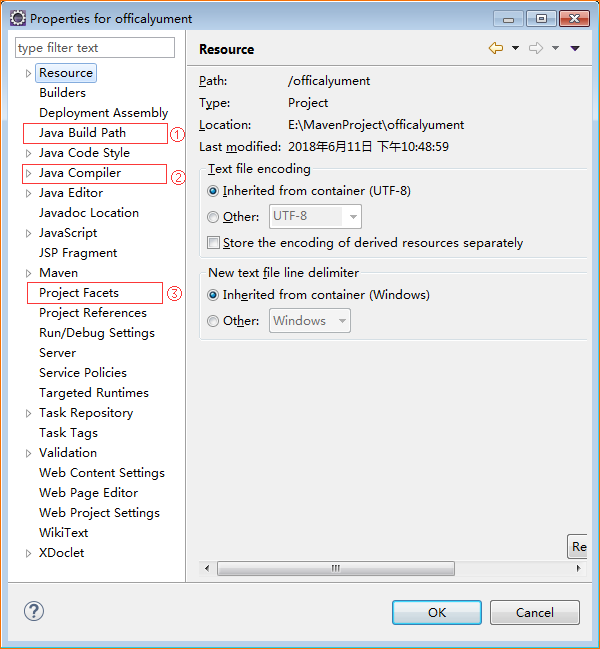 Properties for officalyument
type filter text
Resource
Builders
Deployment Assembly
Java Build Path ①
Java Code Style
Java Compiler ②
Java Editor
Javadoc Location
JavaScript
JSP Fragment
Maven
Project Facets ③
Project References
Run/Debug Settings
Server
Service Policies
Targeted Runtimes
Task Repository
Task Tags
Validation
Web Content Settings
Web Page Editor
Web Project Settings
WikiText
XDoclet
Resource
Path: /officalyument
Type: Project
Location: E:\MavenProject\officalyument
Last modified: 2018年6月11日 下午10:48:59
Text file encoding
Inherited from container (UTF-8)
Other: UTF-8
Store the encoding of derived resources separately
New text file line delimiter
Inherited from container (Windows)
Other: Windows
Re
OK Cancel